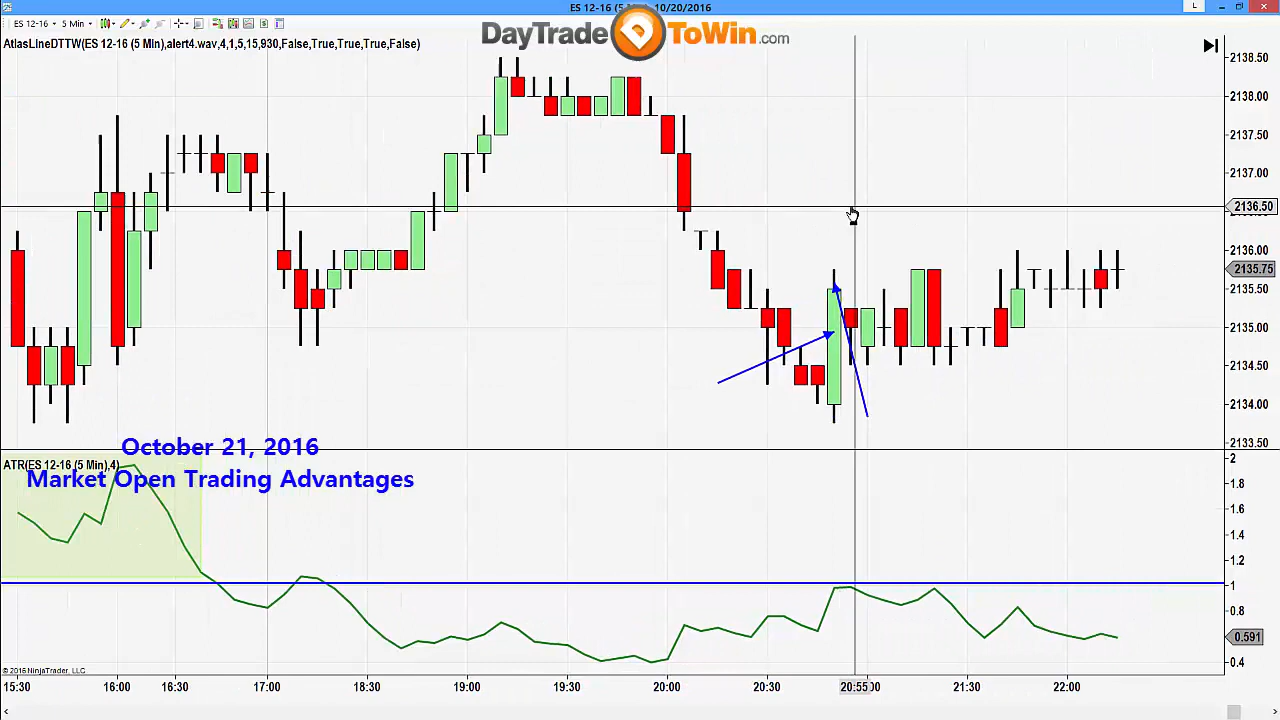 ES 12-16 (5 Min), 10/20/2016
L
ES 12-16
5 Min
$
DayTradeToWin.com
AtlasLineDTTW(ES 12-16 (5 Min),alert4.wav,4,1,5,15,930,False,True,True,True,False)
2138.50
2138.00
2137.50
2137.00
2136.50
2136.00
2135.75
2135.50
2135.00
2134.50
2134.00
2133.50
October 21, 2016
ATR(ES 12-16 (5 Min),4)
Market Open Trading Advantages
2
1.8
1.6
1.4
1.2
1
0.8
0.591
0.4
© 2016 NinjaTrader, LLC
15:30 16:00 16:30 17:00 18:30 19:00 19:30 20:00 20:30 20:55 21:30 22:00